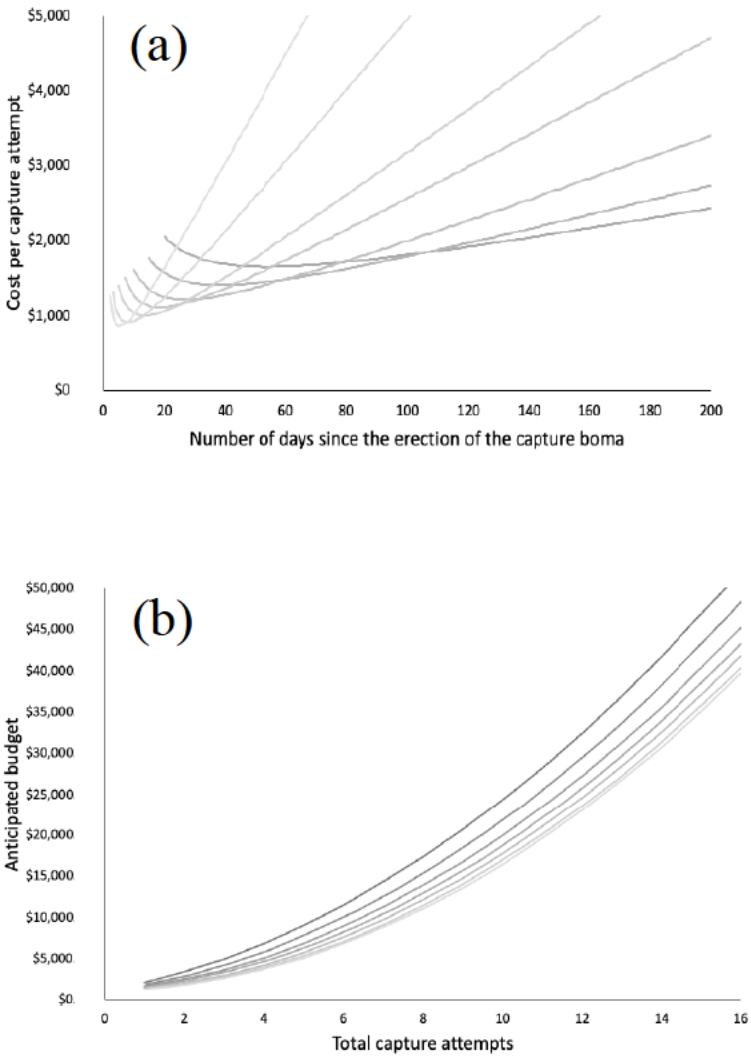 (a)
Cost per capture attempt
$5,000
$4,000
$3,000
$2,000
$1,000
$0
0 20 40 60 80 100 120 140 160 180 200
Number of days since the erection of the capture boma
(b)
Anticipated budget
$50,000
$45,000
$40,000
$35,000
$30,000
$25,000
$20,000
$15,000
$10,000
$5,000
$0
0 2 4 6 8 10 12 14 16
Total capture attempts